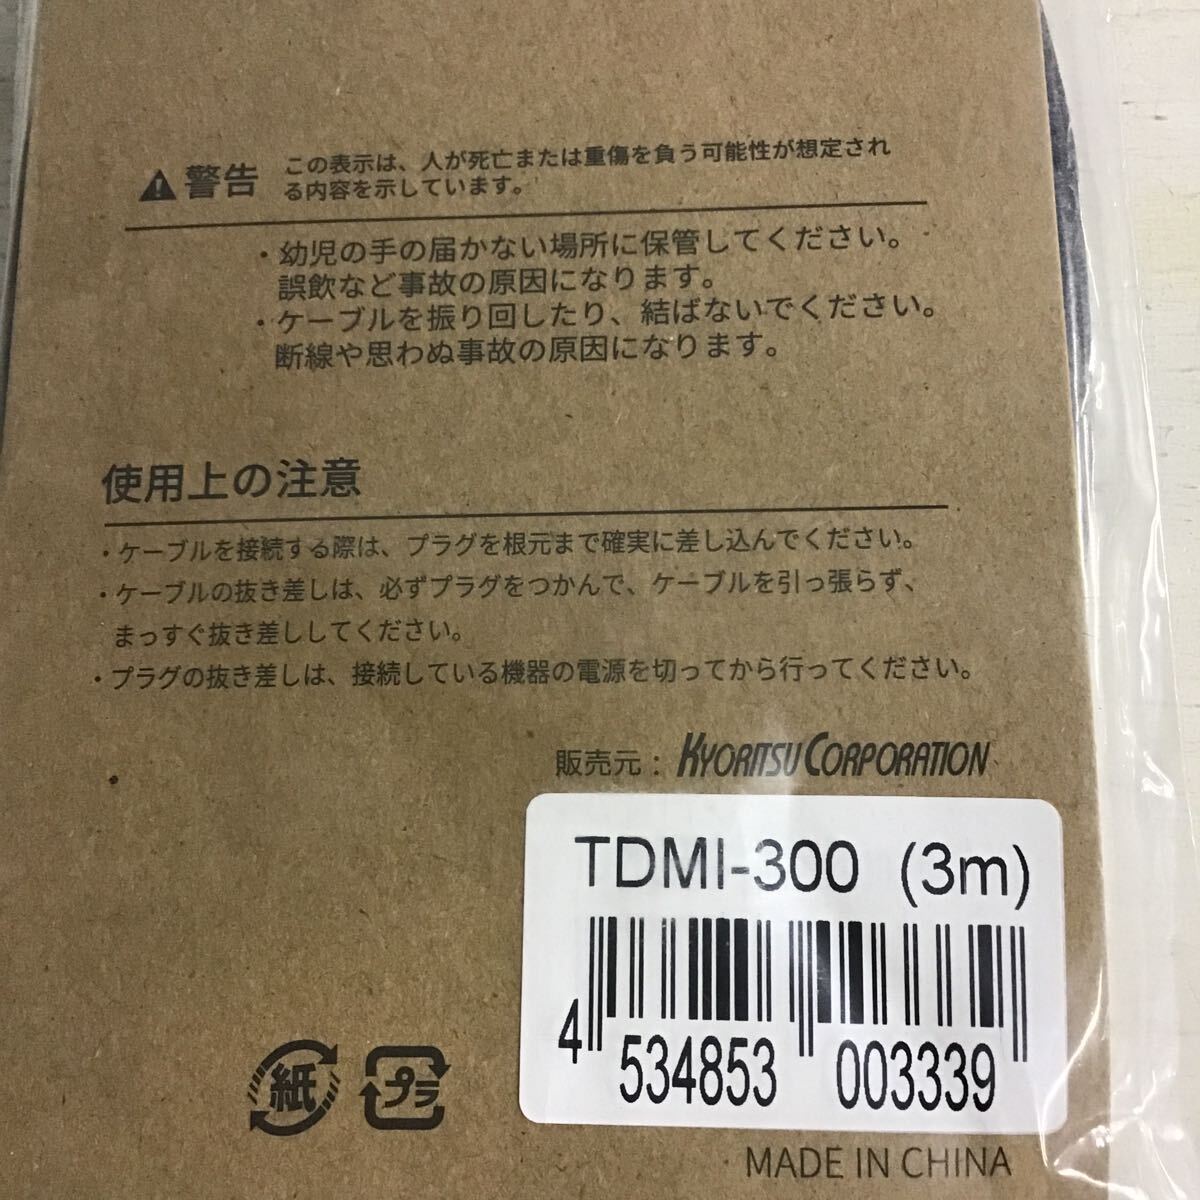 警告
この表示は、人が死亡または重傷を負う可能性が想定され
る内容を示しています。
・幼児の手の届かない場所に保管してください。
誤飲など事故の原因になります。
・ケーブルを振り回したり、結ばないでください。
断線や思わぬ事故の原因になります。
使用上の注意
・ケーブルを接続する際は、プラグを根元まで確実に差し込んでください。
・ケーブルの抜き差しは、必ずプラグをつかんで、ケーブルを引っ張らず、
まっすぐ抜き差ししてください。
・プラグの抜き差しは、接続している機器の電源を切ってから行ってください。
販売元：KYORITSU CORPORATION
TDMI-300 (3m)
4 534853 003339
紙 プラ
MADE IN CHINA